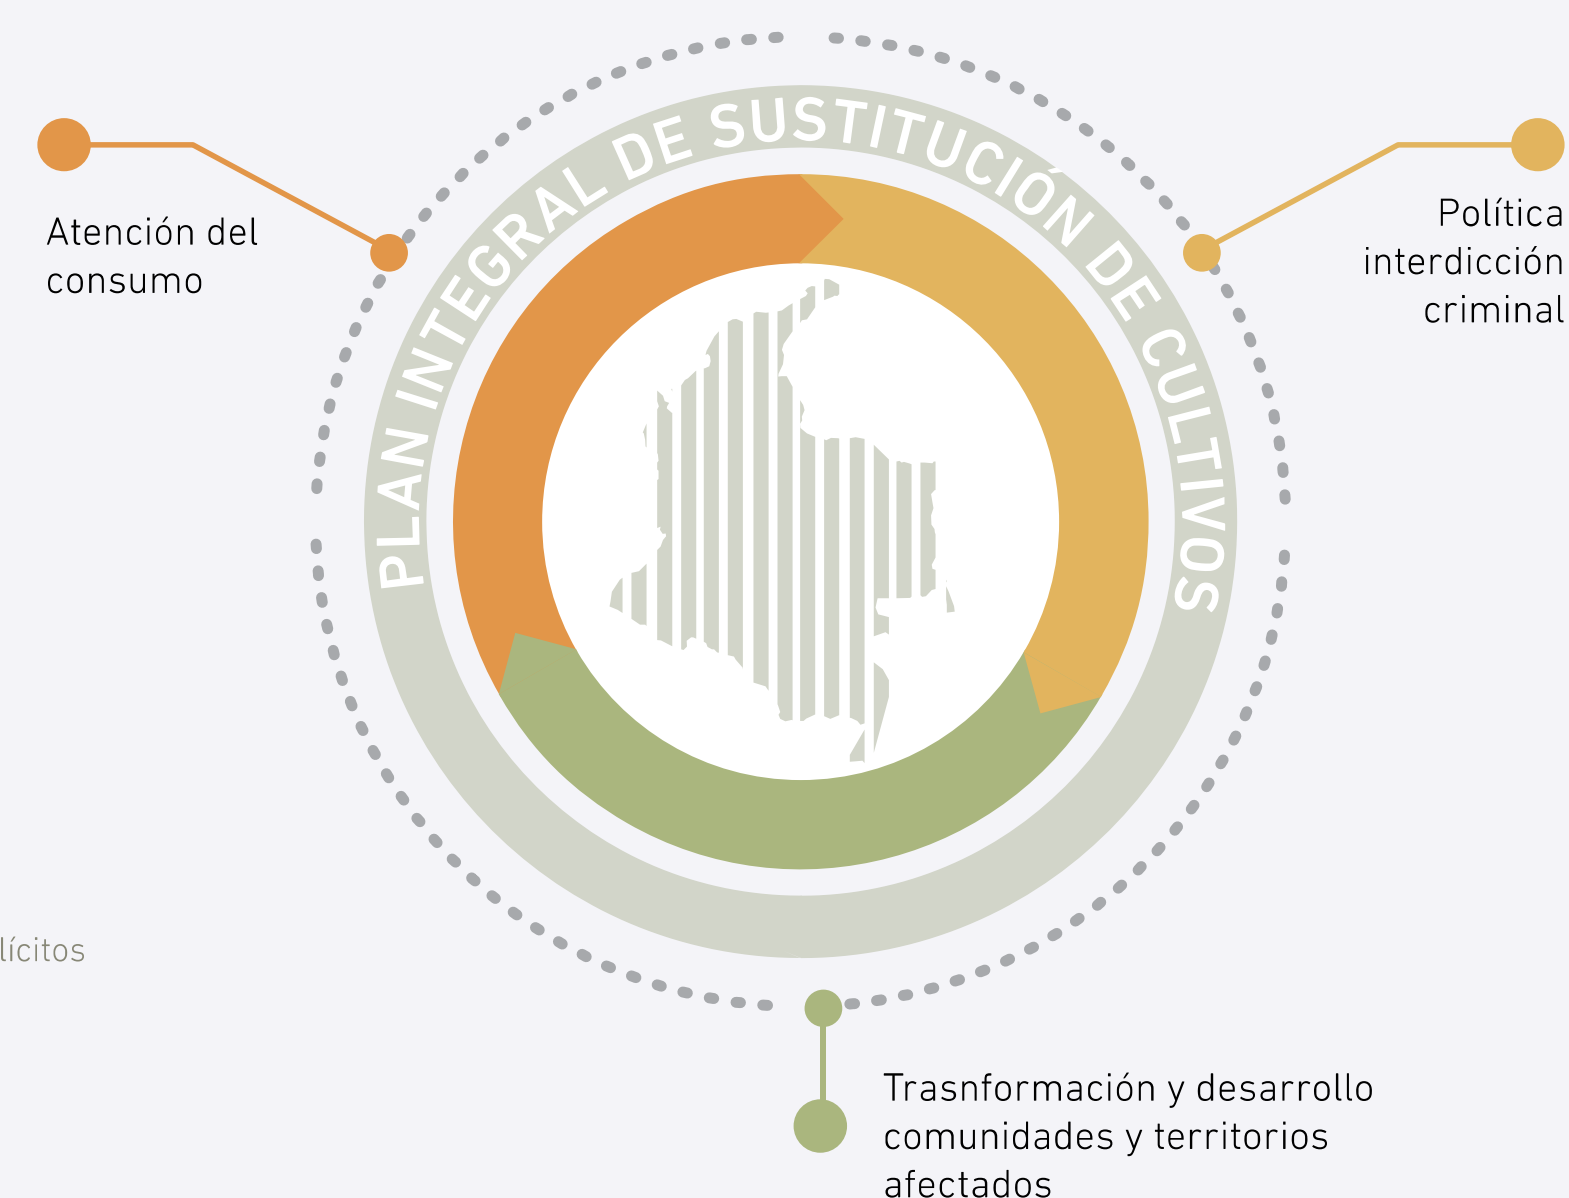 PLAN INTEGRAL DE SUSTITUCIÓN DE CULTIVOS
Atención del
consumo
Política
interdicción
criminal
lícitos
Trasnformación y desarrollo
comunidades y territorios
afectados